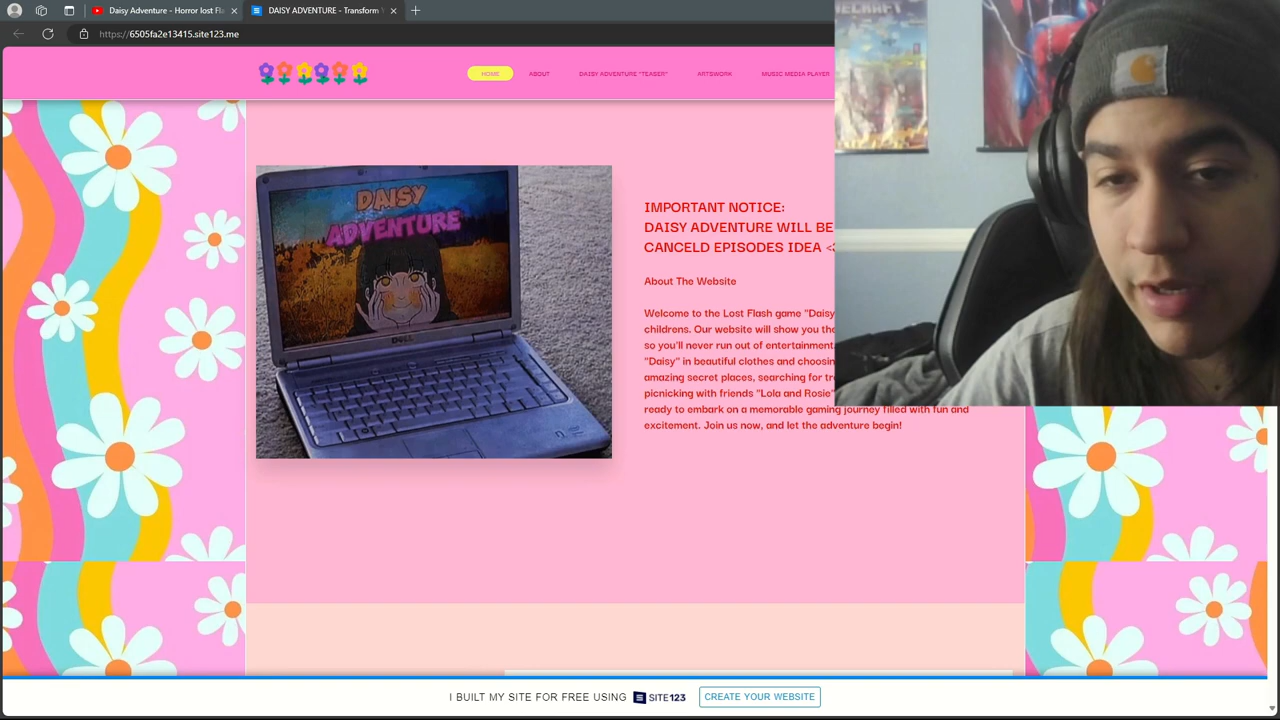 Daisy Adventure - Horror lost Fl
DAISY ADVENTURE - Transform
https://6505fa2e13415.site123.me
HOME
ABOUT
DAISY ADVENTURE "TEASER"
ARTSWORK
MUSIC MEDIA PLAYER
DAISY
ADVENTURE
DELL
IMPORTANT NOTICE:
DAISY ADVENTURE WILL BE
CANCELD EPISODES IDEA <3
About The Website
Welcome to the Lost Flash game "Daisy
childrens. Our website will show you the
so you'll never run out of entertainment.
"Daisy" in beautiful clothes and choosin
amazing secret places, searching for tr
picnicking with friends "Lola and Rosie"
ready to embark on a memorable gaming journey filled with fun and
excitement. Join us now, and let the adventure begin!
I BUILT MY SITE FOR FREE USING
SITE123
CREATE YOUR WEBSITE